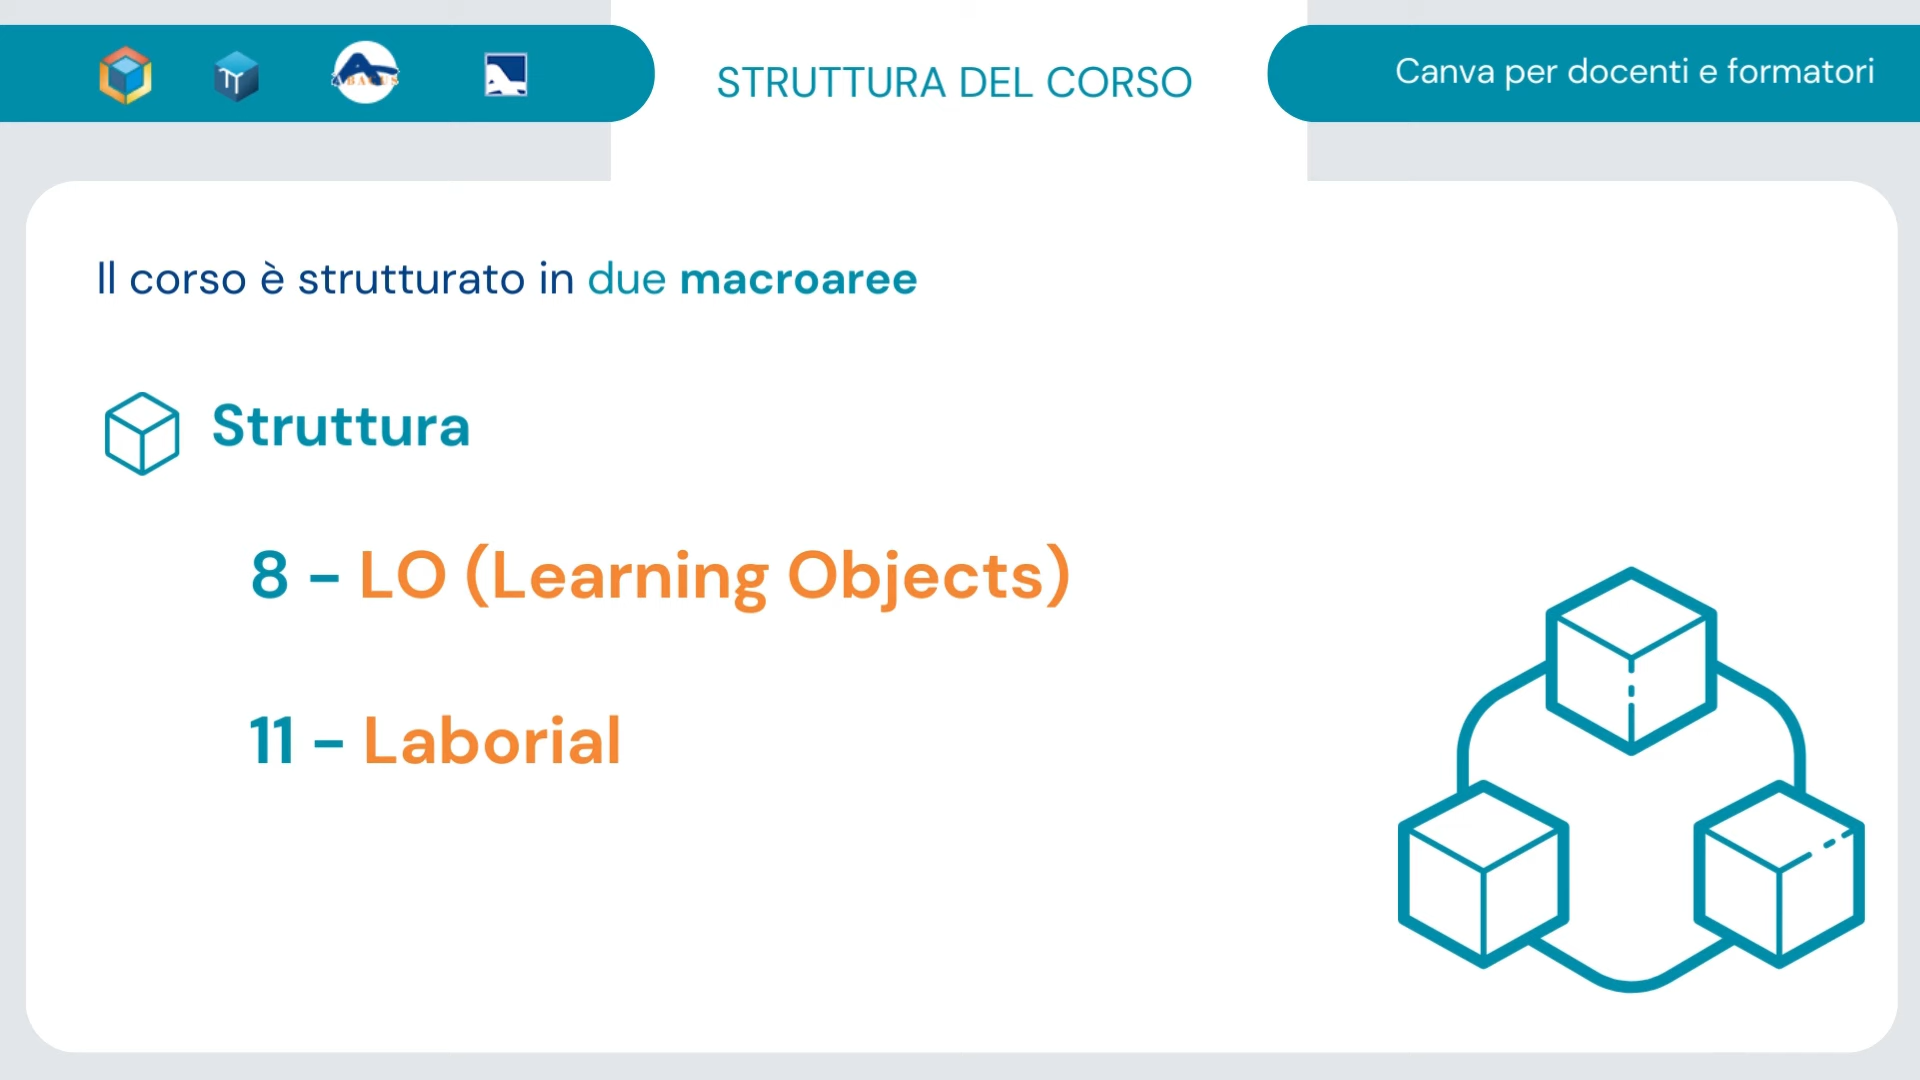 ABACUS
STRUTTURA DEL CORSO
Canva per docenti e formatori
Il corso è strutturato in due macroaree
Struttura
8 - LO (Learning Objects)
11 - Laborial